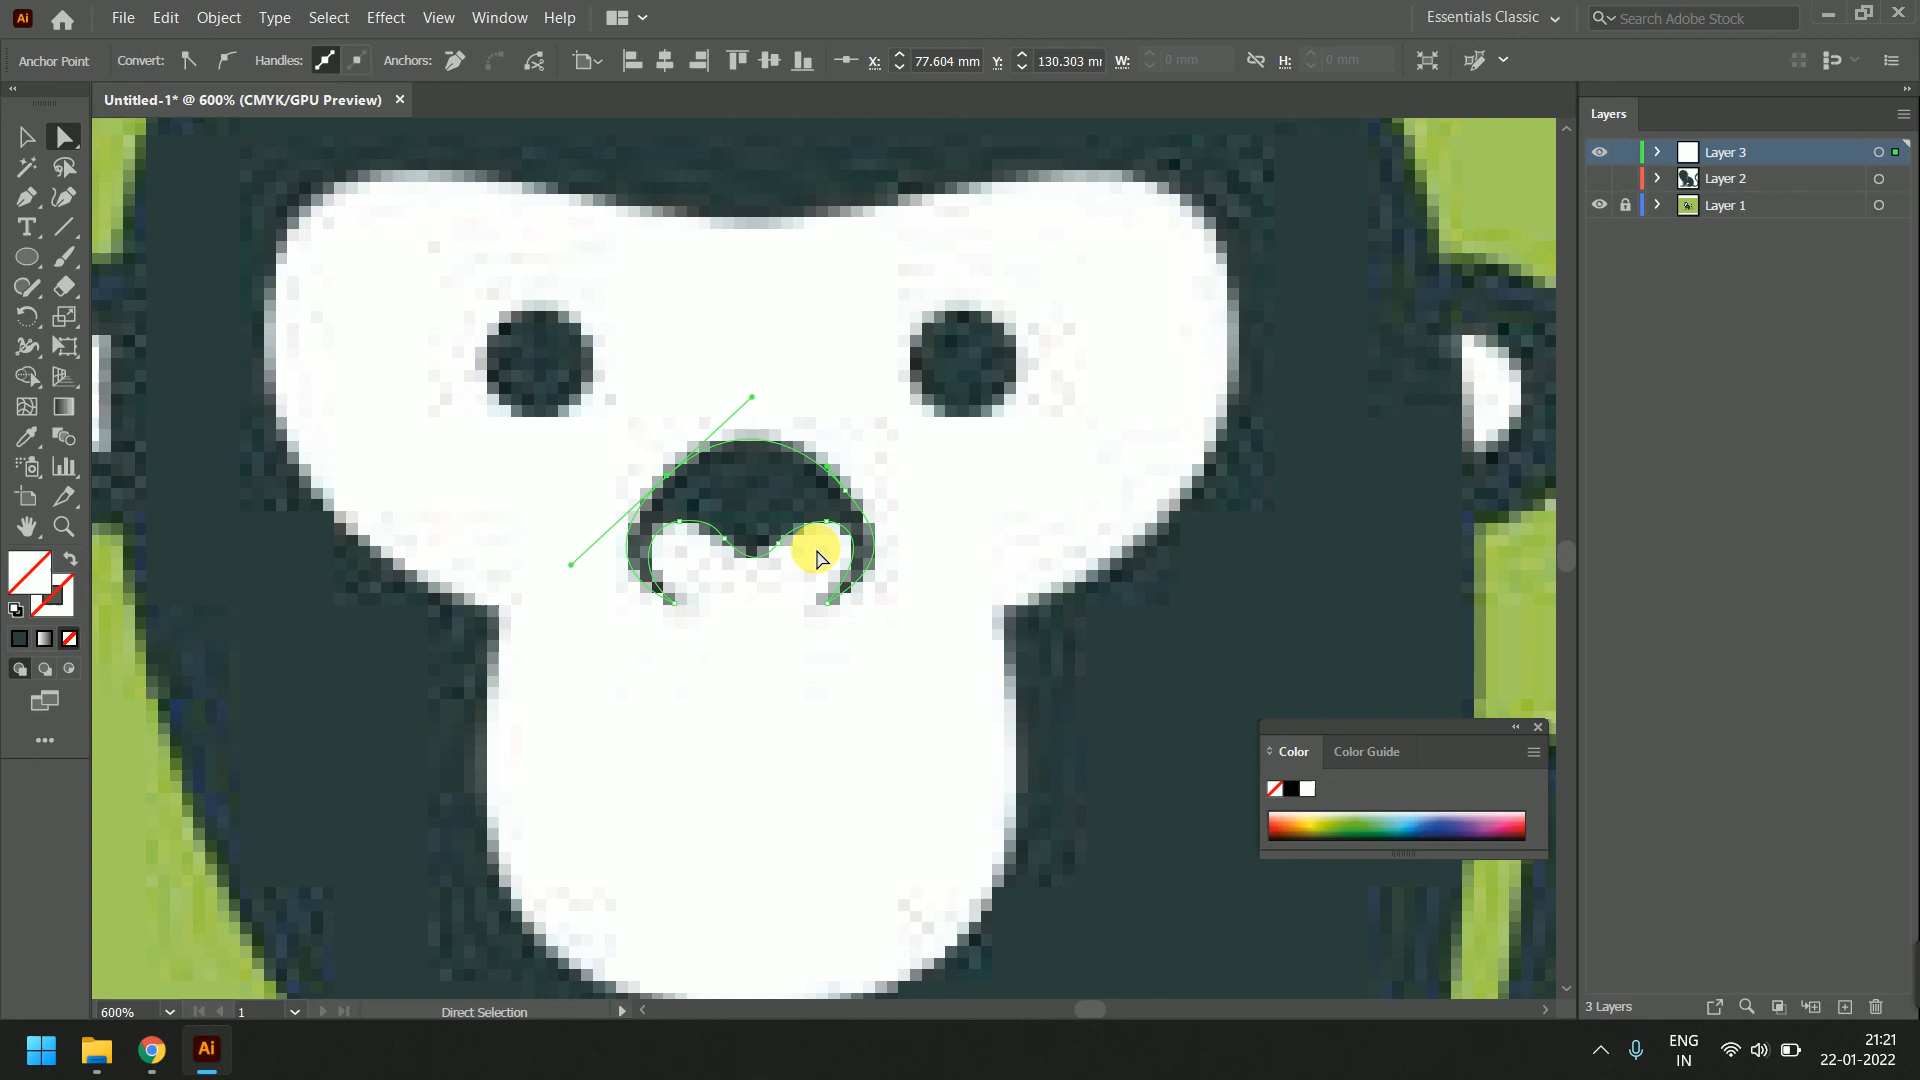 Ai File Edit Object Type Select Effect View Window Help Essentials Classic Search Adobe Stock
Anchor Point Convert: Handles: Anchors: X: 77.604 mm Y: 130.303 mm W: 0 mm H: 0 mm
Untitled-1* @ 600% (CMYK/GPU Preview)
Layers
Layer 3
Layer 2
Layer 1
Color Color Guide
600% 1 Direct Selection
3 Layers
Ai
ENG
IN
21:21
22-01-2022